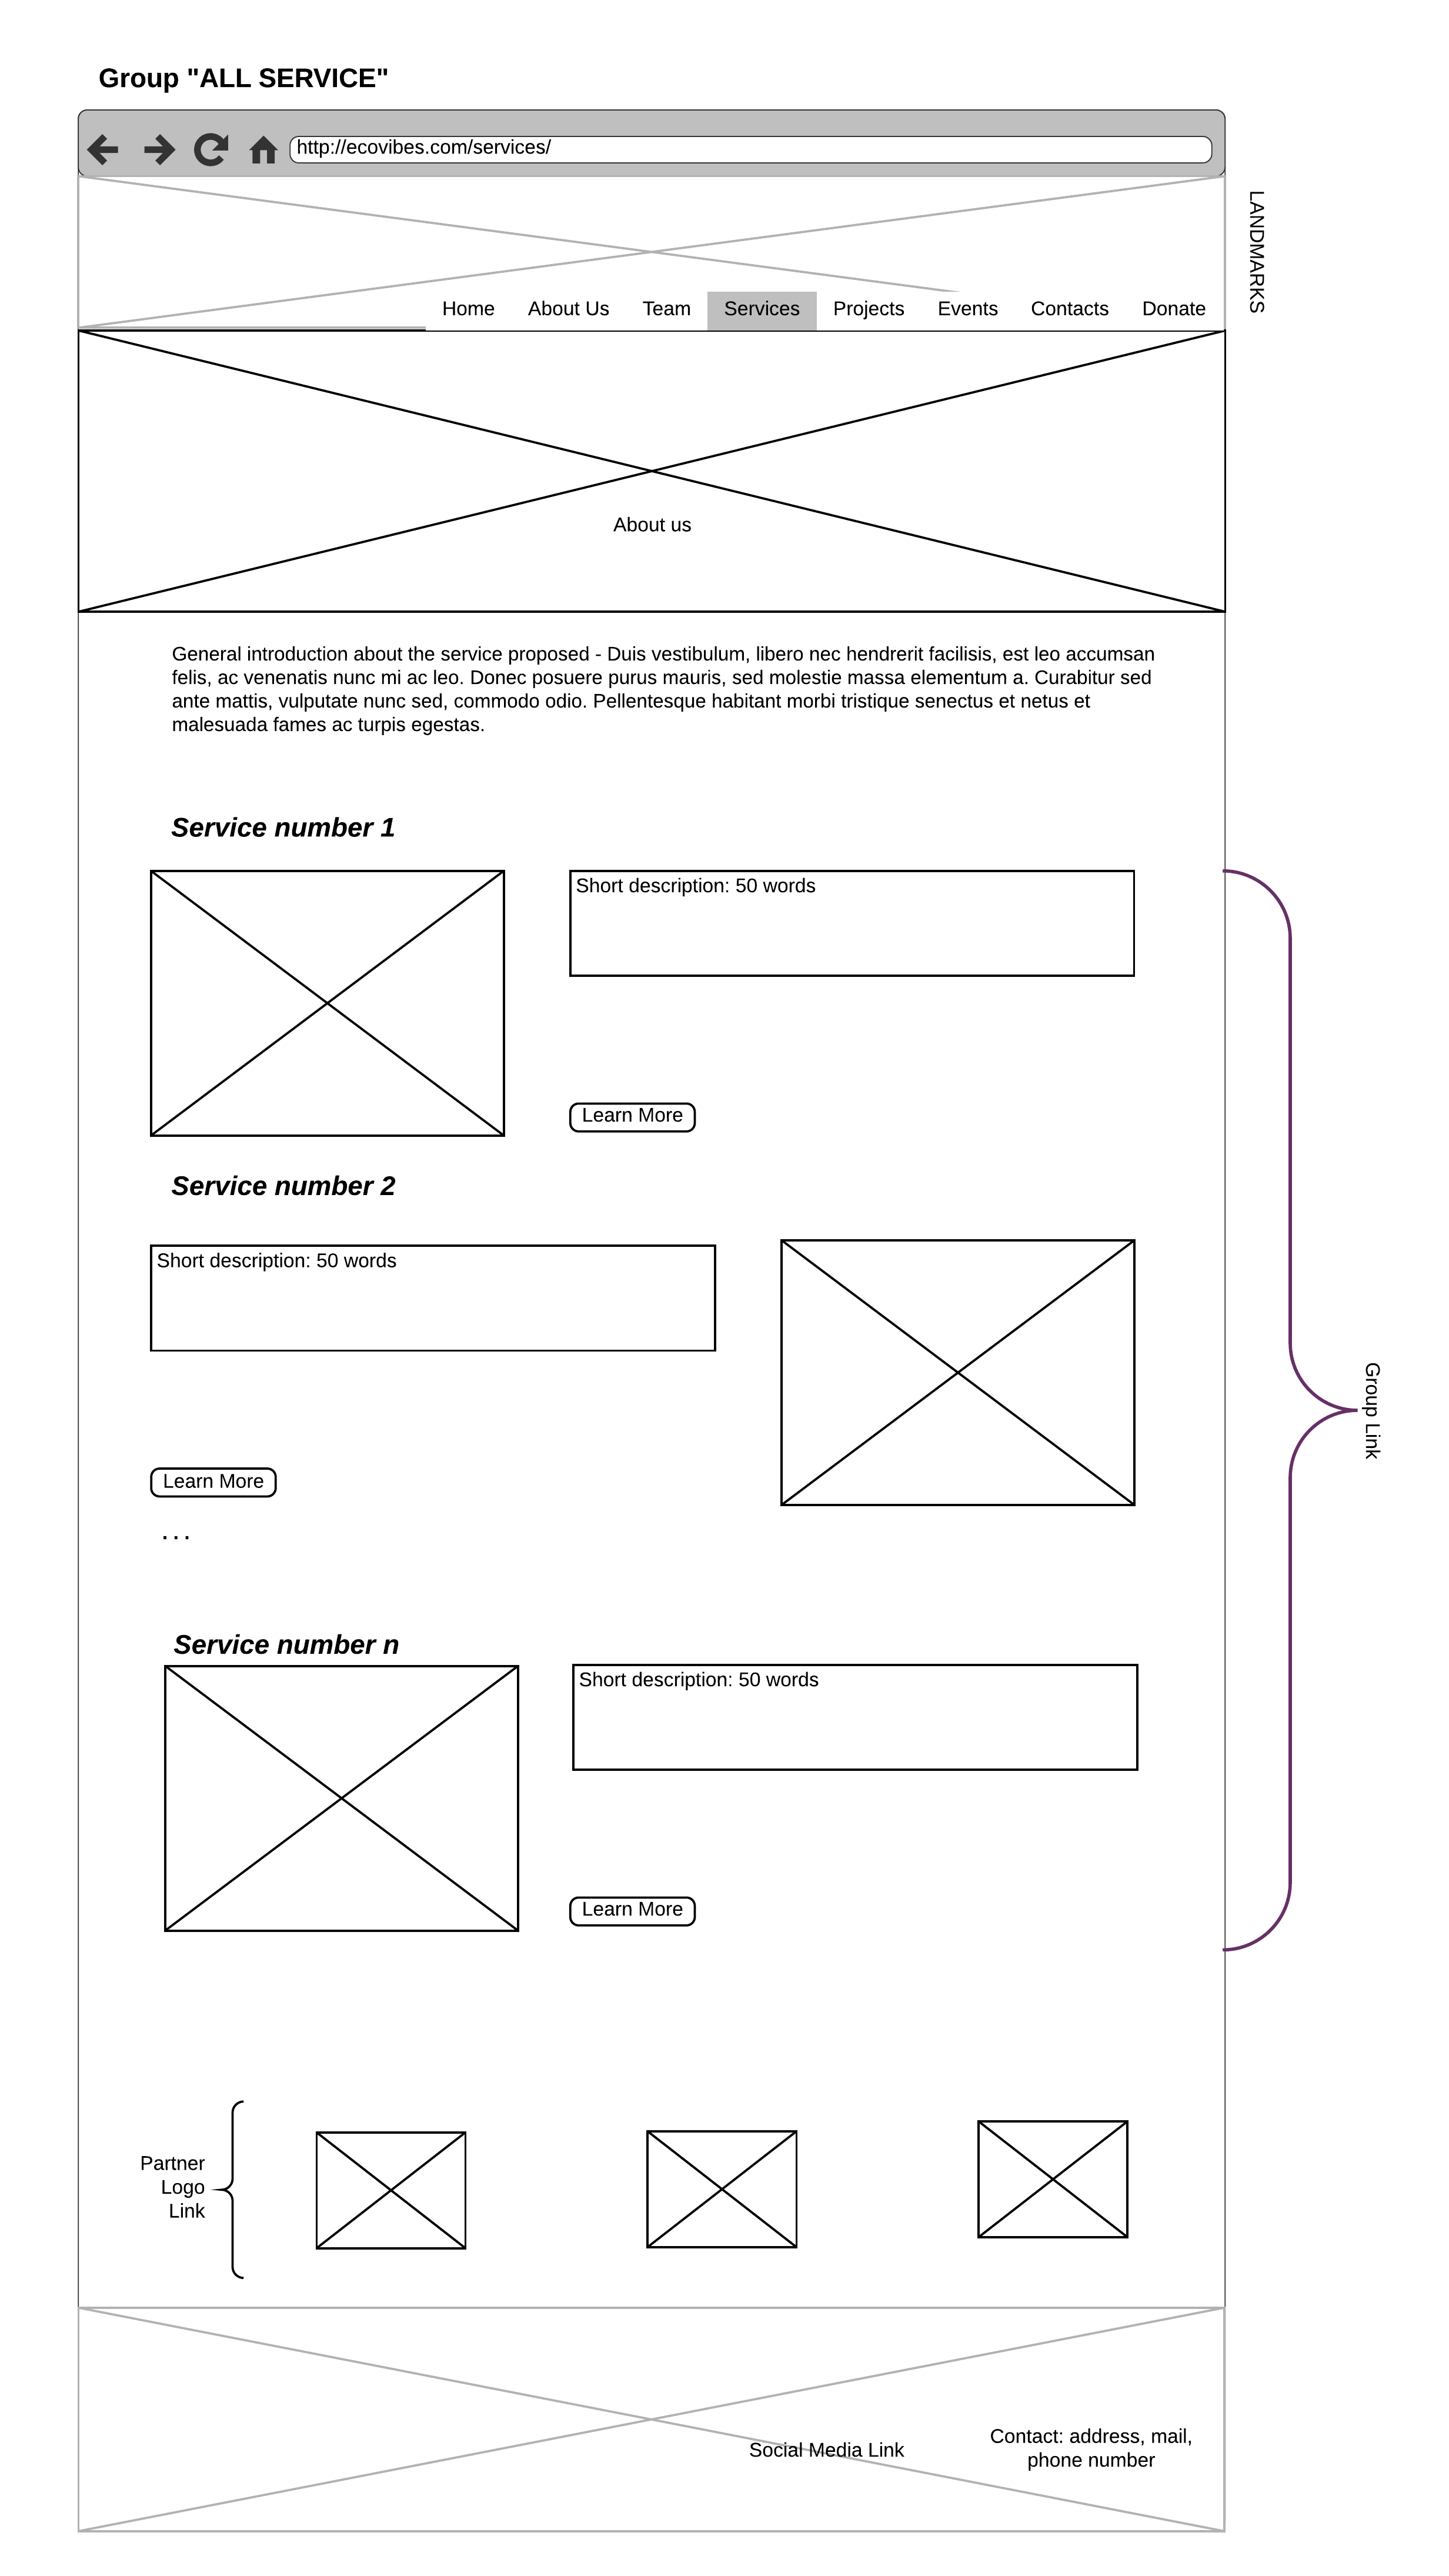 Group "ALL SERVICE"
http://ecovibes.com/services/
LANDMARKS
Home About Us Team Services Projects Events Contacts Donate
About us
General introduction about the service proposed - Duis vestibulum, libero nec hendrerit facilisis, est leo accumsan
felis, ac venenatis nunc mi ac leo. Donec posuere purus mauris, sed molestie massa elementum a. Curabitur sed
ante mattis, vulputate nunc sed, commodo odio. Pellentesque habitant morbi tristique senectus et netus et
malesuada fames ac turpis egestas.
Service number 1
Short description: 50 words
Learn More
Service number 2
Short description: 50 words
Learn More
...
Group Link
Service number n
Short description: 50 words
Learn More
Partner
Logo
Link
Social Media Link
Contact: address, mail,
phone number